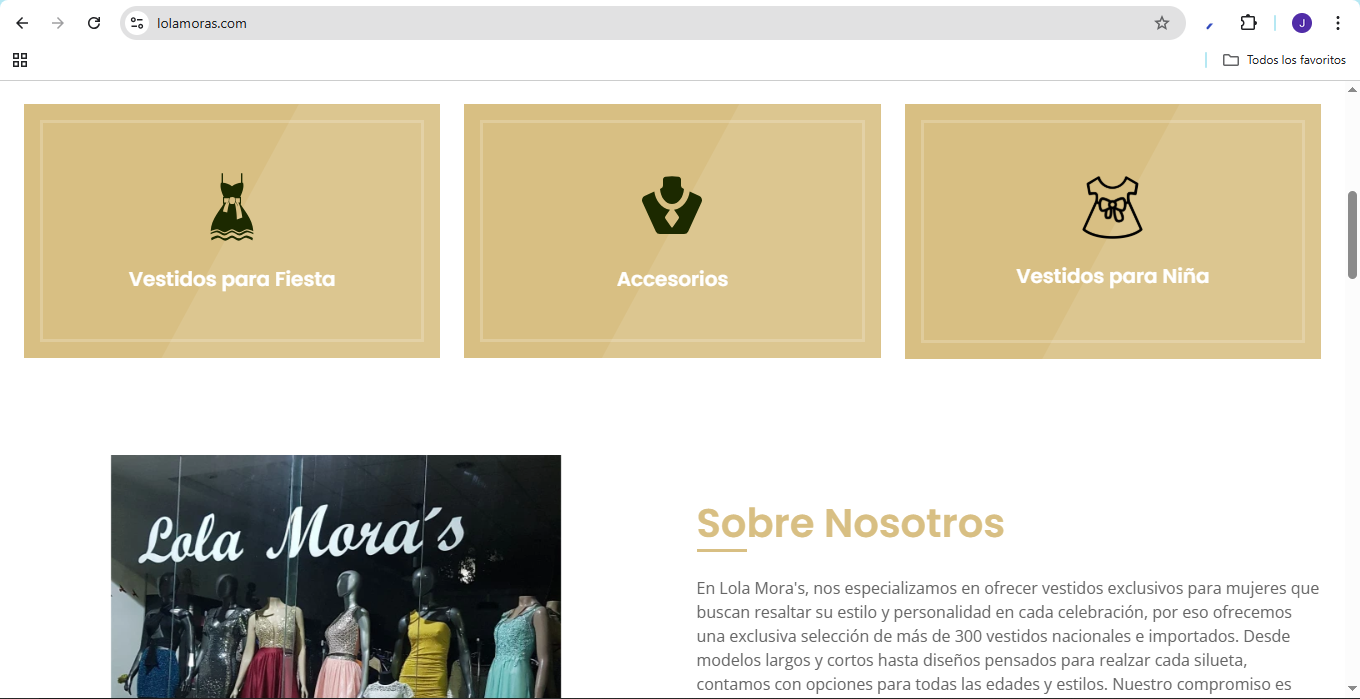 lolamoras.com
J
Todos los favoritos
Vestidos para Fiesta
Accesorios
Vestidos para Niña
Lola Mora´s
Sobre Nosotros
En Lola Mora's, nos especializamos en ofrecer vestidos exclusivos para mujeres que
buscan resaltar su estilo y personalidad en cada celebración, por eso ofrecemos
una exclusiva selección de más de 300 vestidos nacionales e importados. Desde
modelos largos y cortos hasta diseños pensados para realzar cada silueta,
contamos con opciones para todas las edades y estilos. Nuestro compromiso es